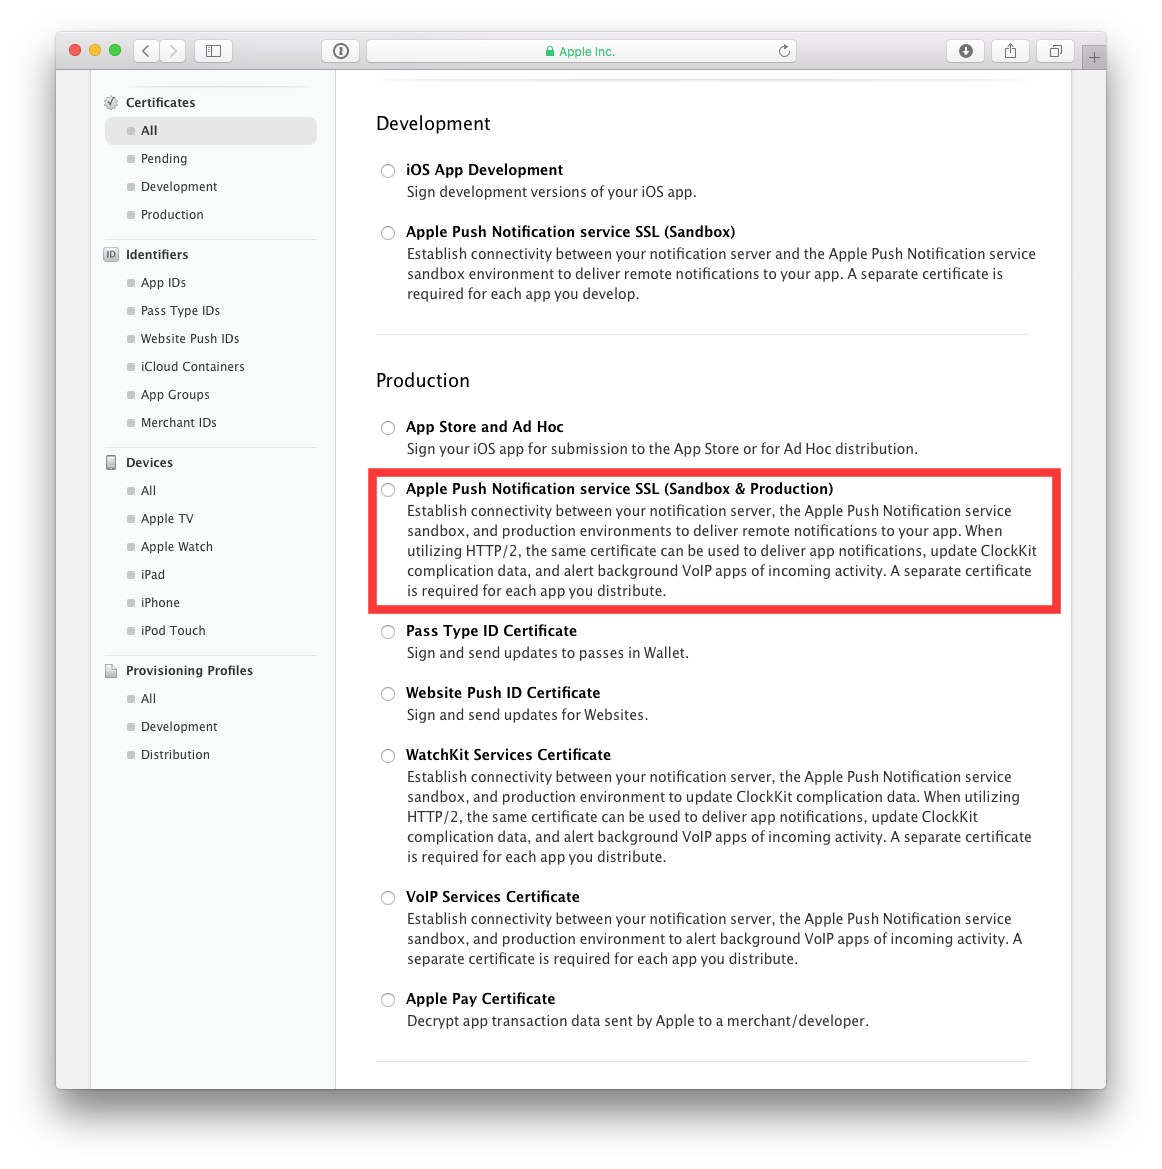 Apple Inc.
Certificates
All
Pending
Development
Production
ID
Identifiers
App IDs
Pass Type IDs
Website Push IDs
iCloud Containers
App Groups
Merchant IDs
Devices
All
Apple TV
Apple Watch
iPad
iPhone
iPod Touch
Provisioning Profiles
All
Development
Distribution
Development
iOS App Development
Sign development versions of your iOS app.
Apple Push Notification service SSL (Sandbox)
Establish connectivity between your notification server and the Apple Push Notification service
sandbox environment to deliver remote notifications to your app. A separate certificate is
required for each app you develop.
Production
App Store and Ad Hoc
Sign your iOS app for submission to the App Store or for Ad Hoc distribution.
Apple Push Notification service SSL (Sandbox & Production)
Establish connectivity between your notification server, the Apple Push Notification service
sandbox, and production environments to deliver remote notifications to your app. When
utilizing HTTP/2, the same certificate can be used to deliver app notifications, update ClockKit
complication data, and alert background VoIP apps of incoming activity. A separate certificate
is required for each app you distribute.
Pass Type ID Certificate
Sign and send updates to passes in Wallet.
Website Push ID Certificate
Sign and send updates for Websites.
WatchKit Services Certificate
Establish connectivity between your notification server, the Apple Push Notification service
sandbox, and production environment to update ClockKit complication data. When utilizing
HTTP/2, the same certificate can be used to deliver app notifications, update ClockKit
complication data, and alert background VoIP apps of incoming activity. A separate certificate
is required for each app you distribute.
VoIP Services Certificate
Establish connectivity between your notification server, the Apple Push Notification service
sandbox, and production environment to alert background VoIP apps of incoming activity. A
separate certificate is required for each app you distribute.
Apple Pay Certificate
Decrypt app transaction data sent by Apple to a merchant/developer.